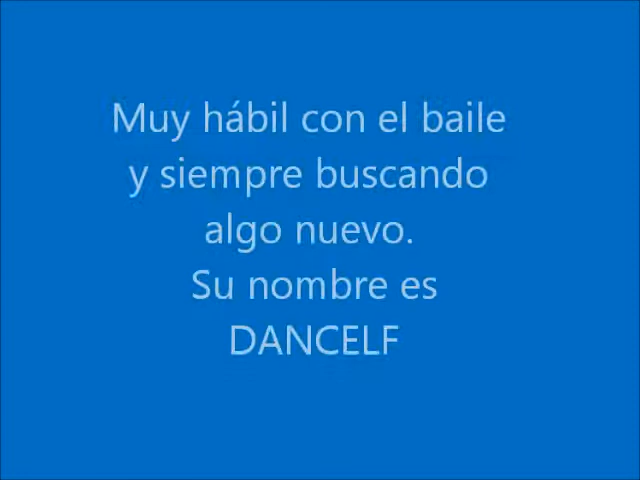 Muy hábil con el baile
y siempre buscando
algo nuevo.
Su nombre es
DANCELF